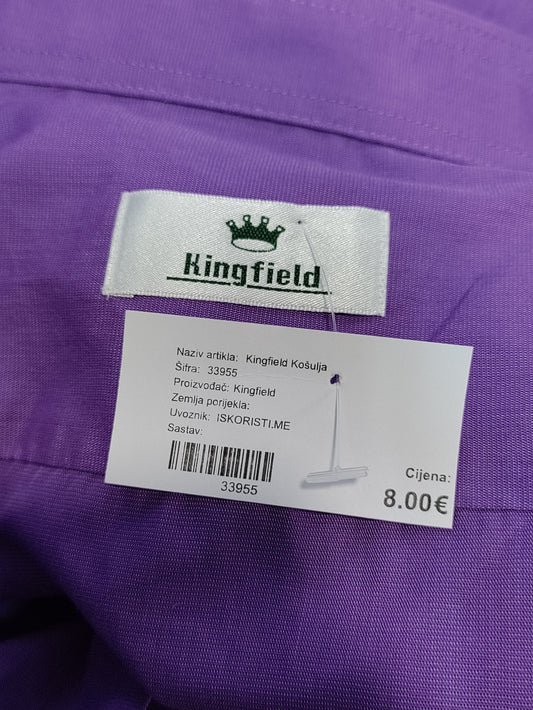 Kingfield
Naziv artikla: Kingfield Košulja
Šifra: 33955
Proizvođač: Kingfield
Zemlja porijekla:
Uvoznik: ISKORISTI.ME
Sastav:
33955
Cijena:
8.00€